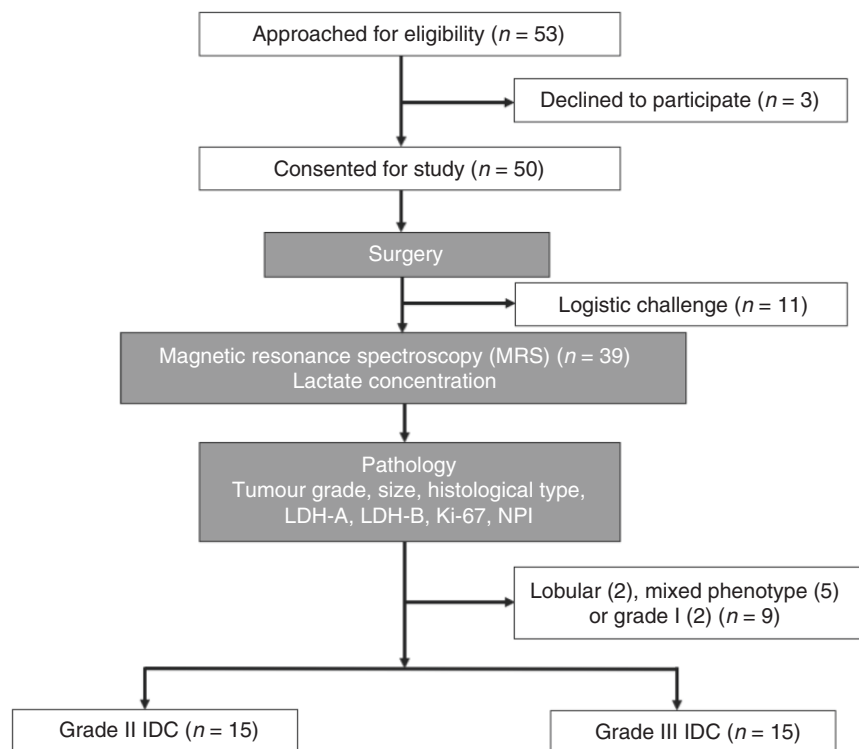 Approached for eligibility (n = 53)
Declined to participate (n = 3)
Consented for study (n = 50)
Surgery
Logistic challenge (n = 11)
Magnetic resonance spectroscopy (MRS) (n = 39)
Lactate concentration
Pathology
Tumour grade, size, histological type,
LDH-A, LDH-B, Ki-67, NPI
Lobular (2), mixed phenotype (5)
or grade I (2) (n = 9)
Grade II IDC (n = 15)
Grade III IDC (n = 15)